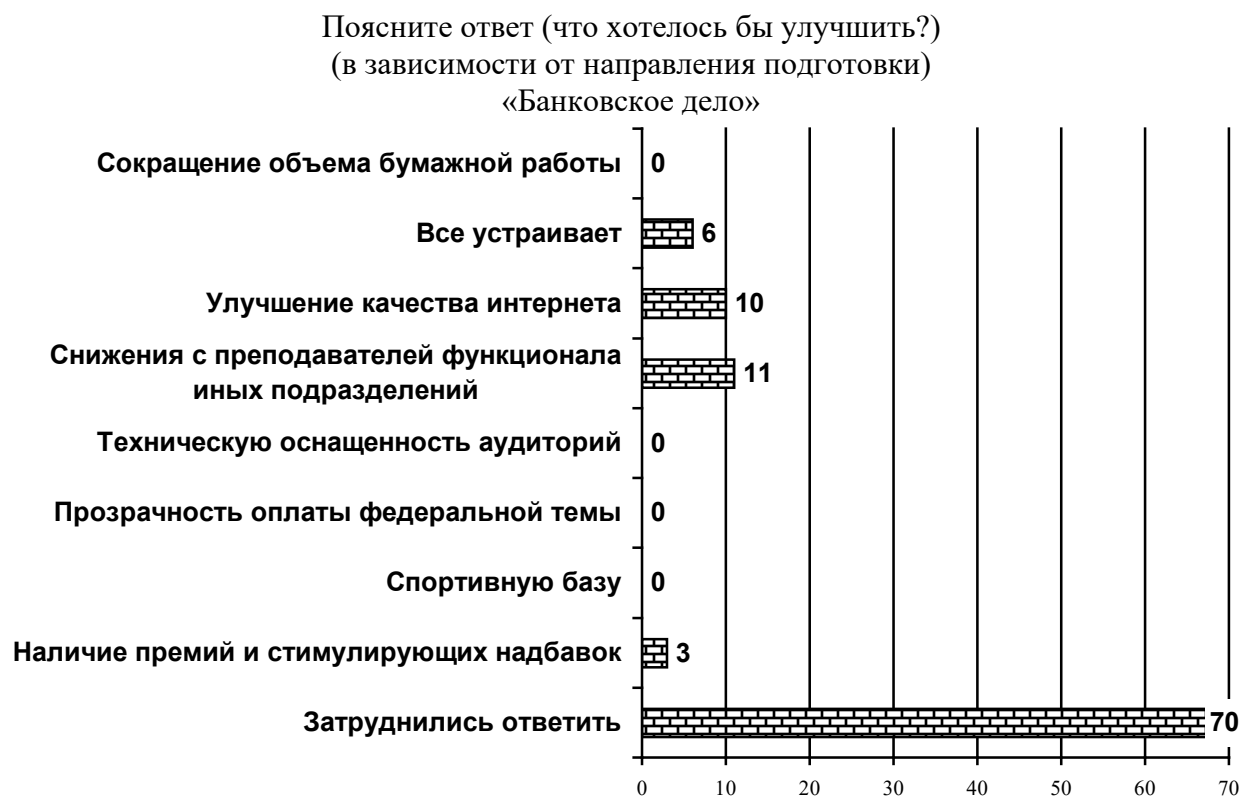 Поясните ответ (что хотелось бы улучшить?)
(в зависимости от направления подготовки)
«Банковское дело»
Сокращение объема бумажной работы 0
Все устраивает 6
Улучшение качества интернета 10
Снижения с преподавателей функционала
иных подразделений 11
Техническую оснащенность аудиторий 0
Прозрачность оплаты федеральной темы 0
Спортивную базу 0
Наличие премий и стимулирующих надбавок 3
Затруднились ответить 70
0 10 20 30 40 50 60 70